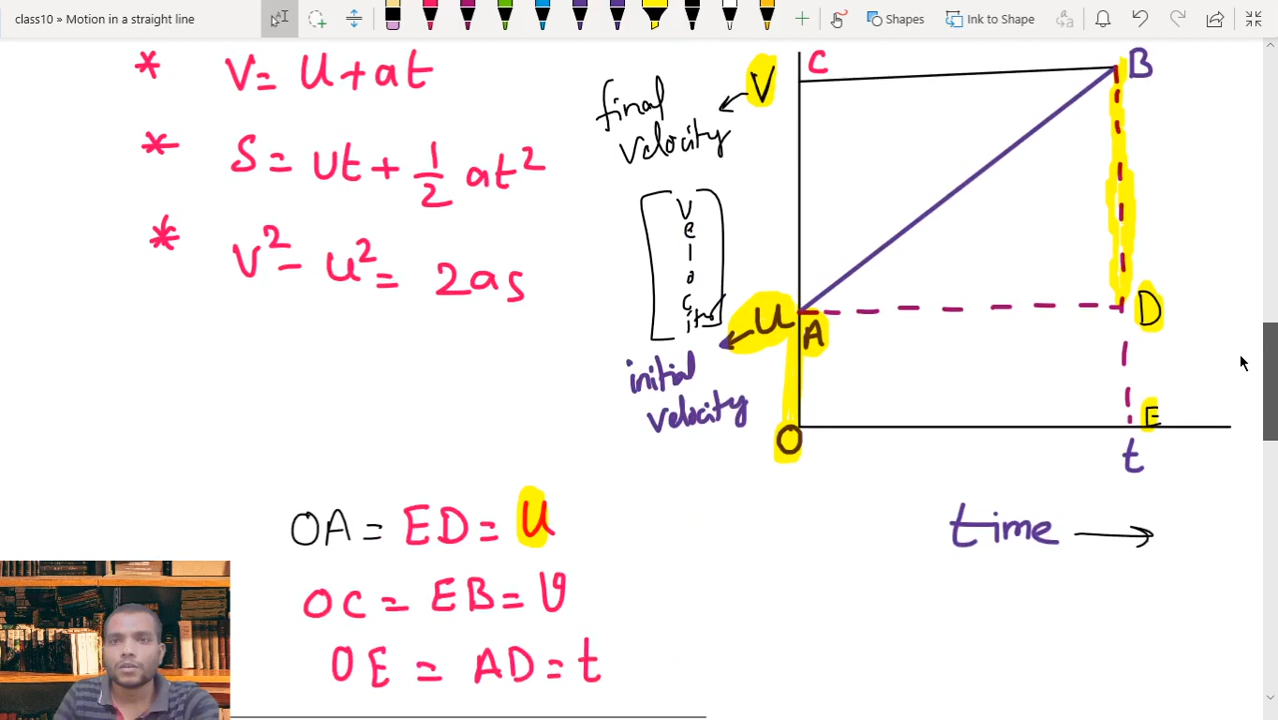 class10 » Motion in a straight line
Shapes
Ink to Shape
* V = U + at
* S = Ut + 1/2 at²
* V² - U² = 2as
C
B
V
final
velocity
Velocity
U
A
D
initial
velocity
O
E
t
time →
OA = ED = U
OC = EB = V
OE = AD = t